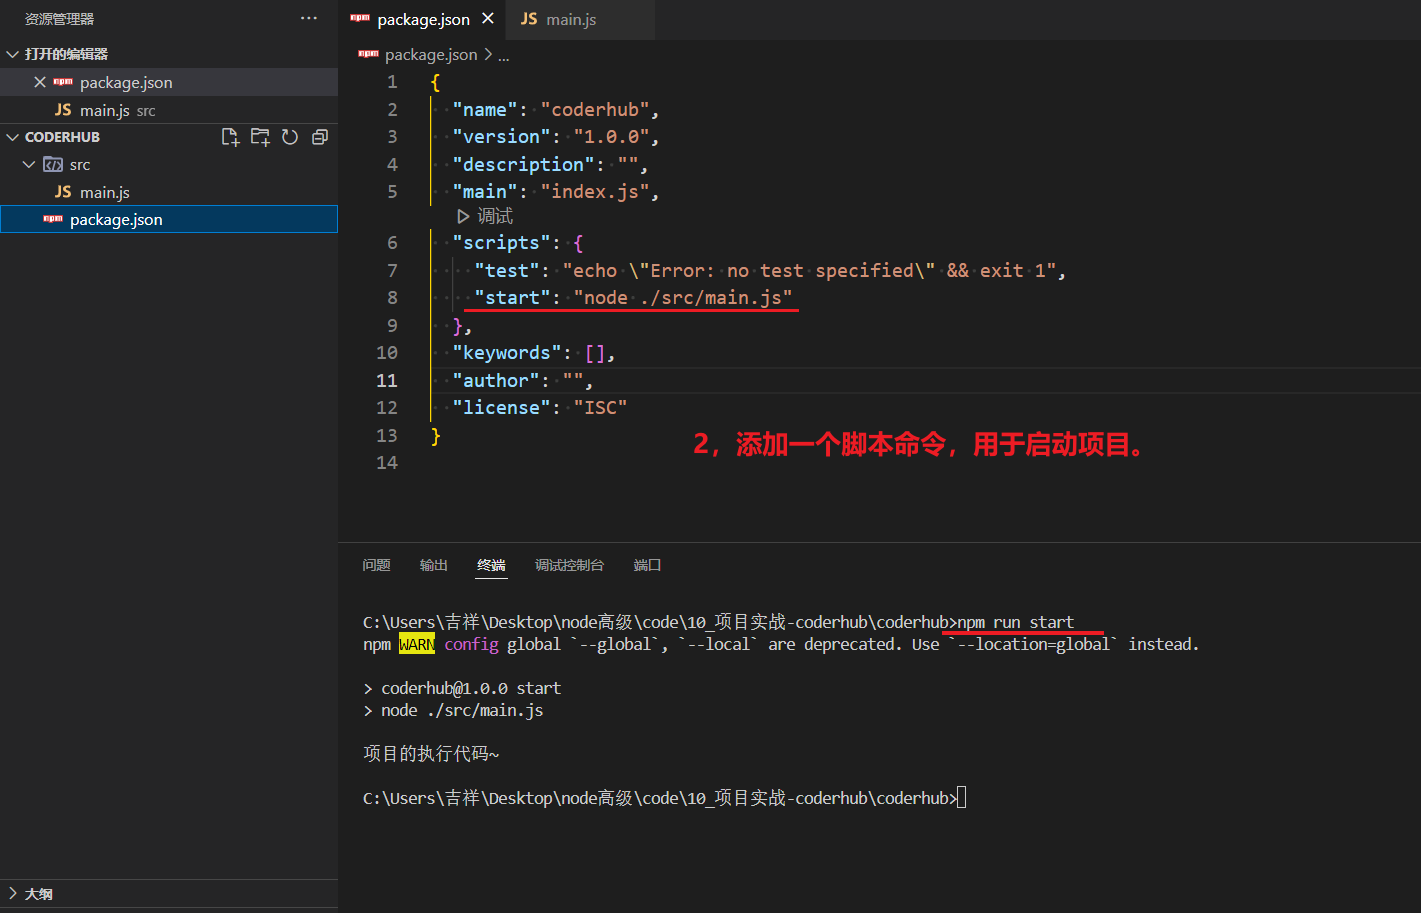 资源管理器
打开的编辑器
package.json
JS main.js src
CODERHUB
src
JS main.js
package.json
大纲
package.json
JS main.js
package.json > ...
1 {
2 "name": "coderhub",
3 "version": "1.0.0",
4 "description": "",
5 "main": "index.js",
调试
6 "scripts": {
7 "test": "echo \"Error: no test specified\" && exit 1",
8 "start": "node ./src/main.js"
9 },
10 "keywords": [],
11 "author": "",
12 "license": "ISC"
13 }
14
2，添加一个脚本命令，用于启动项目。
问题 输出 终端 调试控制台 端口
C:\Users\吉祥\Desktop\node高级\code\10_项目实战-coderhub\coderhub>npm run start
npm WARN config global `--global`, `--local` are deprecated. Use `--location=global` instead.
> coderhub@1.0.0 start
> node ./src/main.js
项目的执行代码~
C:\Users\吉祥\Desktop\node高级\code\10_项目实战-coderhub\coderhub>